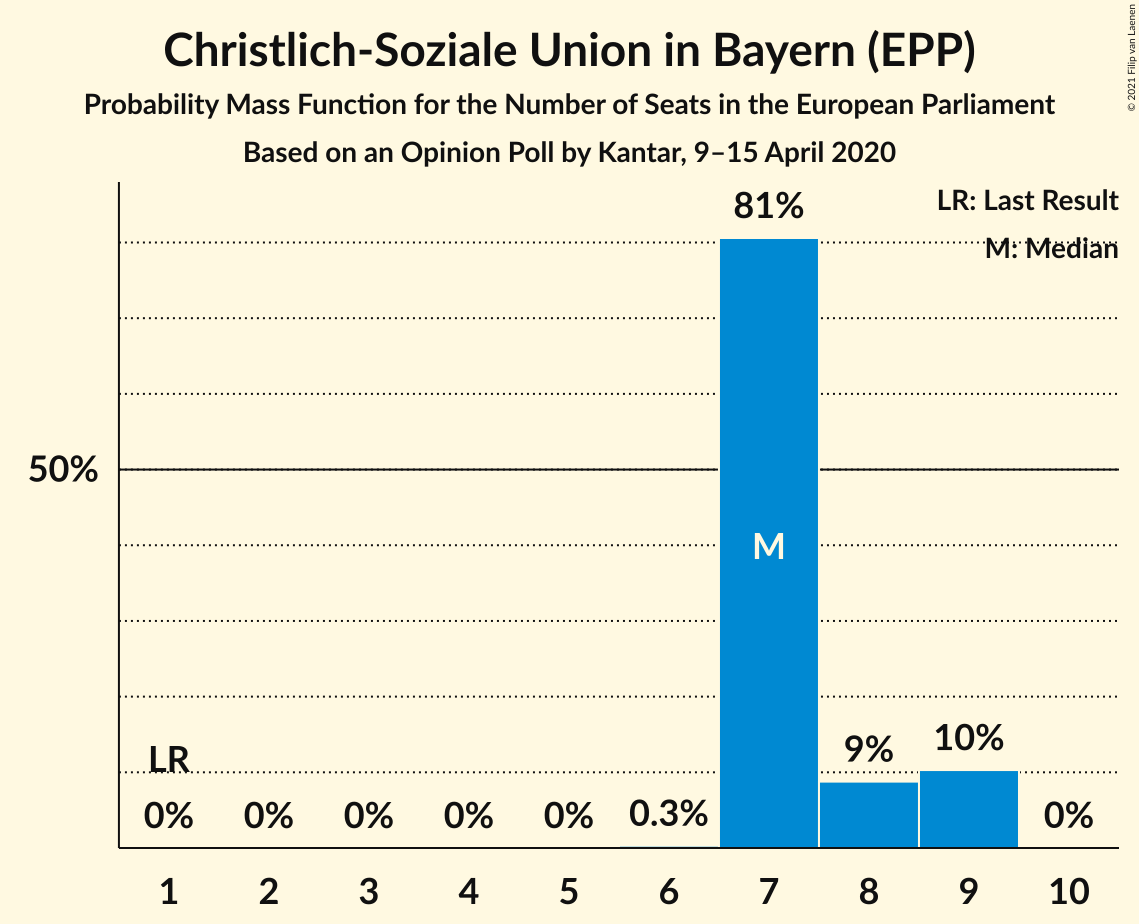 Christlich-Soziale Union in Bayern (EPP)
Probability Mass Function for the Number of Seats in the European Parliament
Based on an Opinion Poll by Kantar, 9–15 April 2020
© 2021 Filip van Laenen
LR: Last Result
M: Median
81%
50%
M
LR
0% 0% 0% 0% 0% 0.3% 9% 10% 0%
1 2 3 4 5 6 7 8 9 10